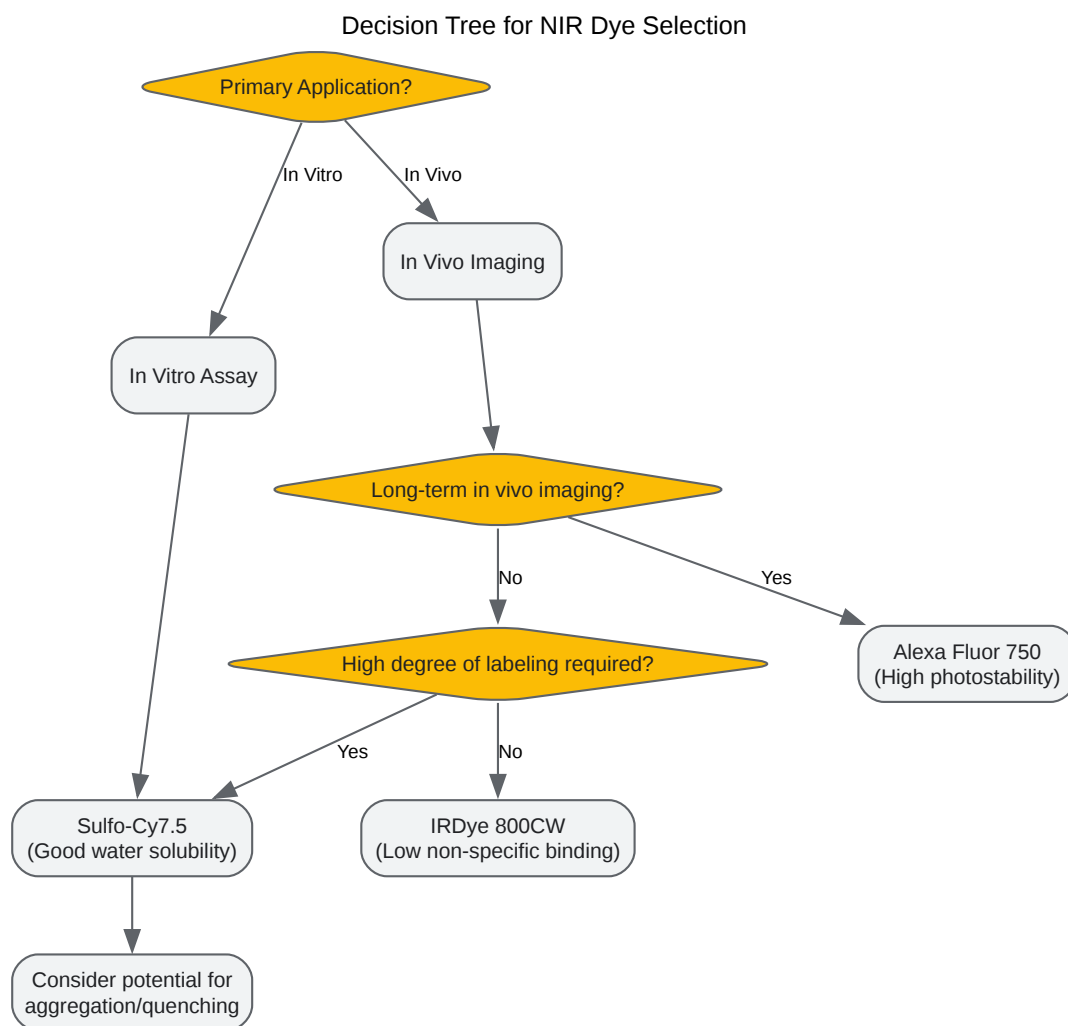 Decision Tree for NIR Dye Selection
Primary Application?
In Vitro
In Vivo
In Vivo Imaging
In Vitro Assay
Long-term in vivo imaging?
No
Yes
High degree of labeling required?
Alexa Fluor 750
(High photostability)
Yes
No
Sulfo-Cy7.5
(Good water solubility)
IRDye 800CW
(Low non-specific binding)
Consider potential for
aggregation/quenching